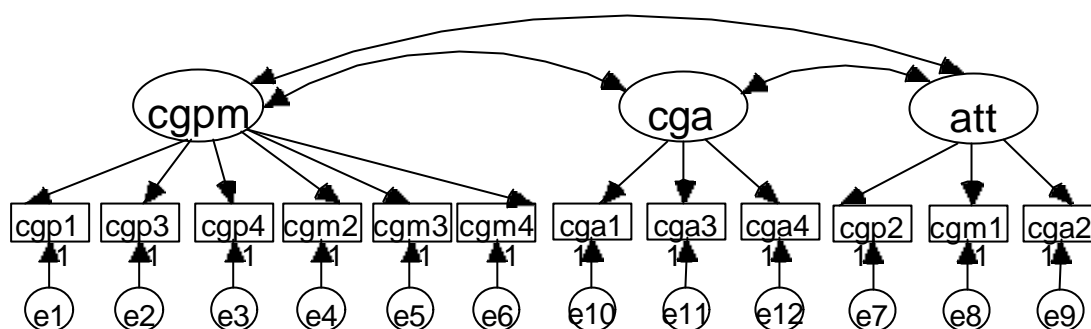 cgpm cga att
cgp1 cgp3 cgp4 cgm2 cgm3 cgm4 cga1 cga3 cga4 cgp2 cgm1 cga2
1 1 1 1 1 1 1 1 1 1 1 1
e1 e2 e3 e4 e5 e6 e10 e11 e12 e7 e8 e9